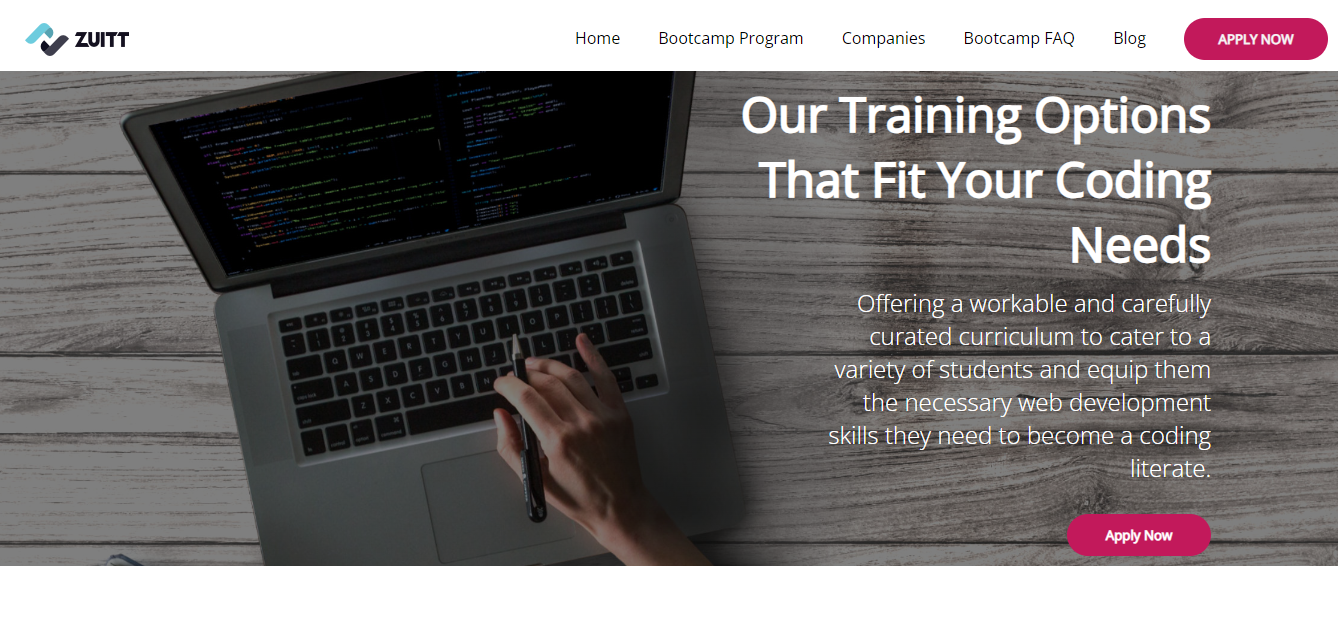 ZUITT
Home Bootcamp Program Companies Bootcamp FAQ Blog APPLY NOW
Our Training Options
That Fit Your Coding
Needs
Offering a workable and carefully
curated curriculum to cater to a
variety of students and equip them
the necessary web development
skills they need to become a coding
literate.
Apply Now